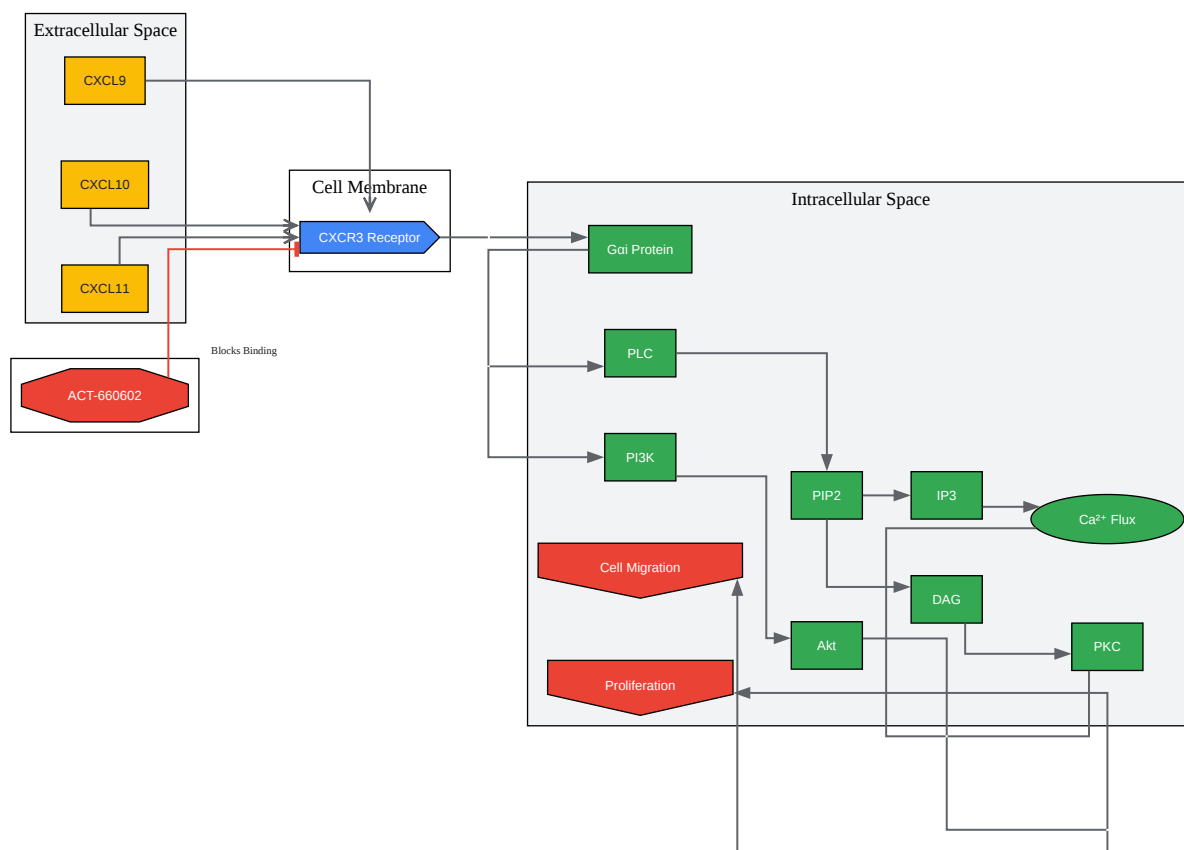 Extracellular Space
CXCL9
CXCL10
CXCL11
Blocks Binding
ACT-660602
Cell Membrane
CXCR3 Receptor
Intracellular Space
Gαi Protein
PLC
PI3K
PIP2
IP3
Ca²⁺ Flux
Cell Migration
DAG
Akt
PKC
Proliferation